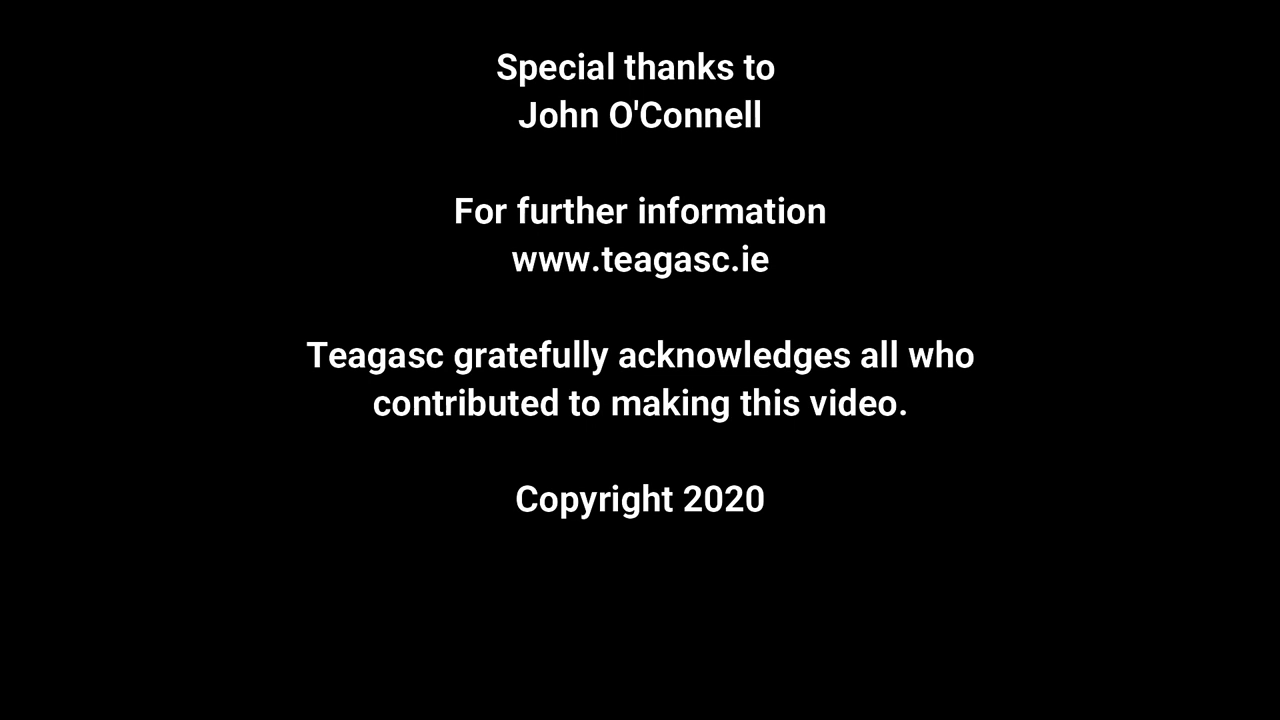 Special thanks to
John O'Connell
For further information
www.teagasc.ie
Teagasc gratefully acknowledges all who
contributed to making this video.
Copyright 2020